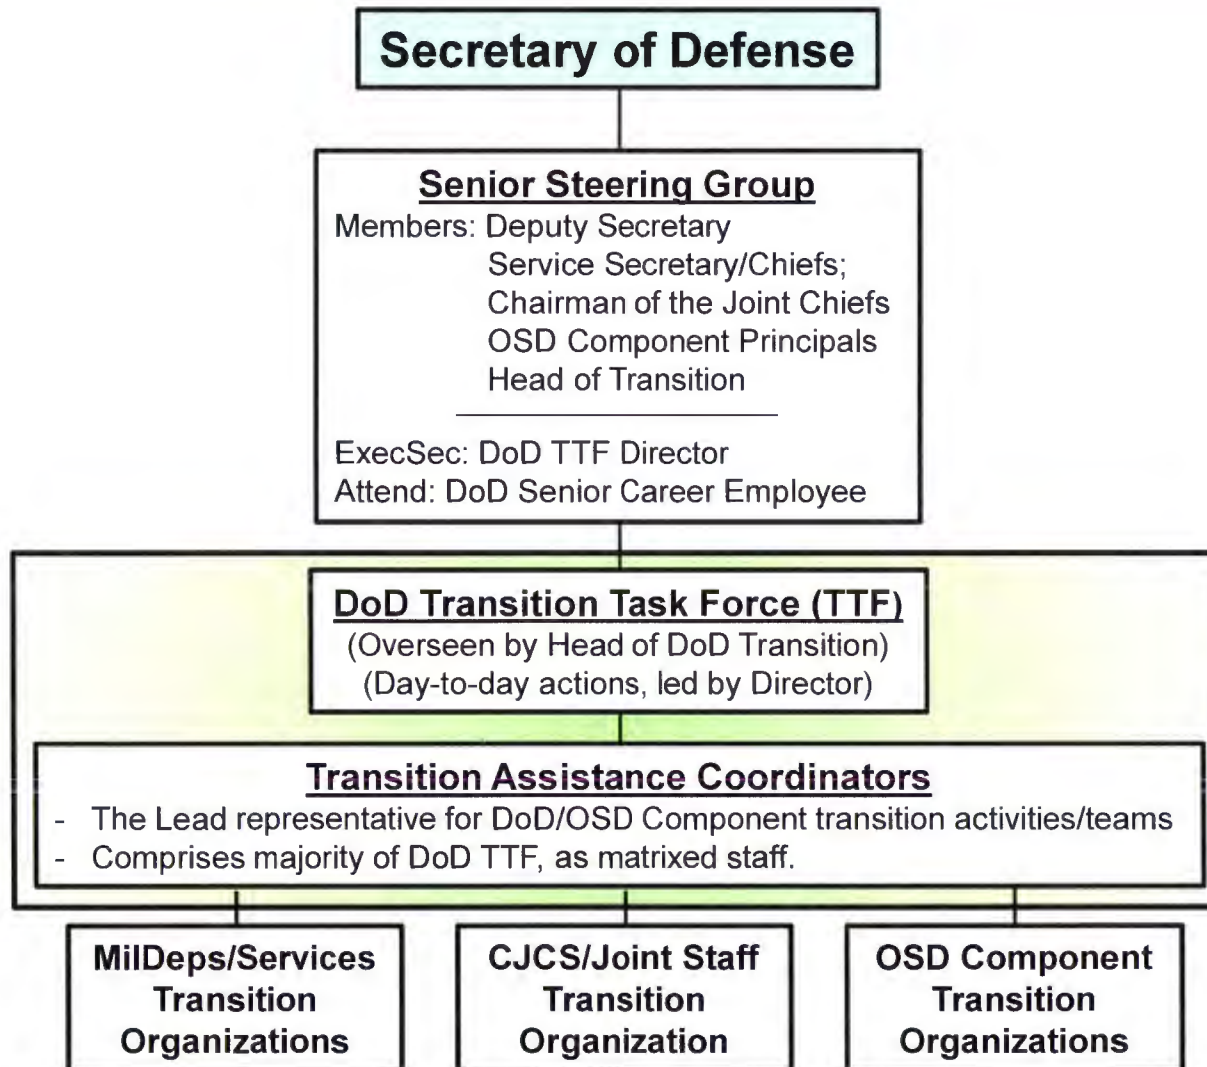 Secretary of Defense
Senior Steering Group
Members: Deputy Secretary
Service Secretary/Chiefs;
Chairman of the Joint Chiefs
OSD Component Principals
Head of Transition
ExecSec: DoD TTF Director
Attend: DoD Senior Career Employee
DoD Transition Task Force (TTF)
(Overseen by Head of DoD Transition)
(Day-to-day actions, led by Director)
Transition Assistance Coordinators
- The Lead representative for DoD/OSD Component transition activities/teams
- Comprises majority of DoD TTF, as matrixed staff.
MilDeps/Services
Transition
Organizations
CJCS/Joint Staff
Transition
Organization
OSD Component
Transition
Organizations